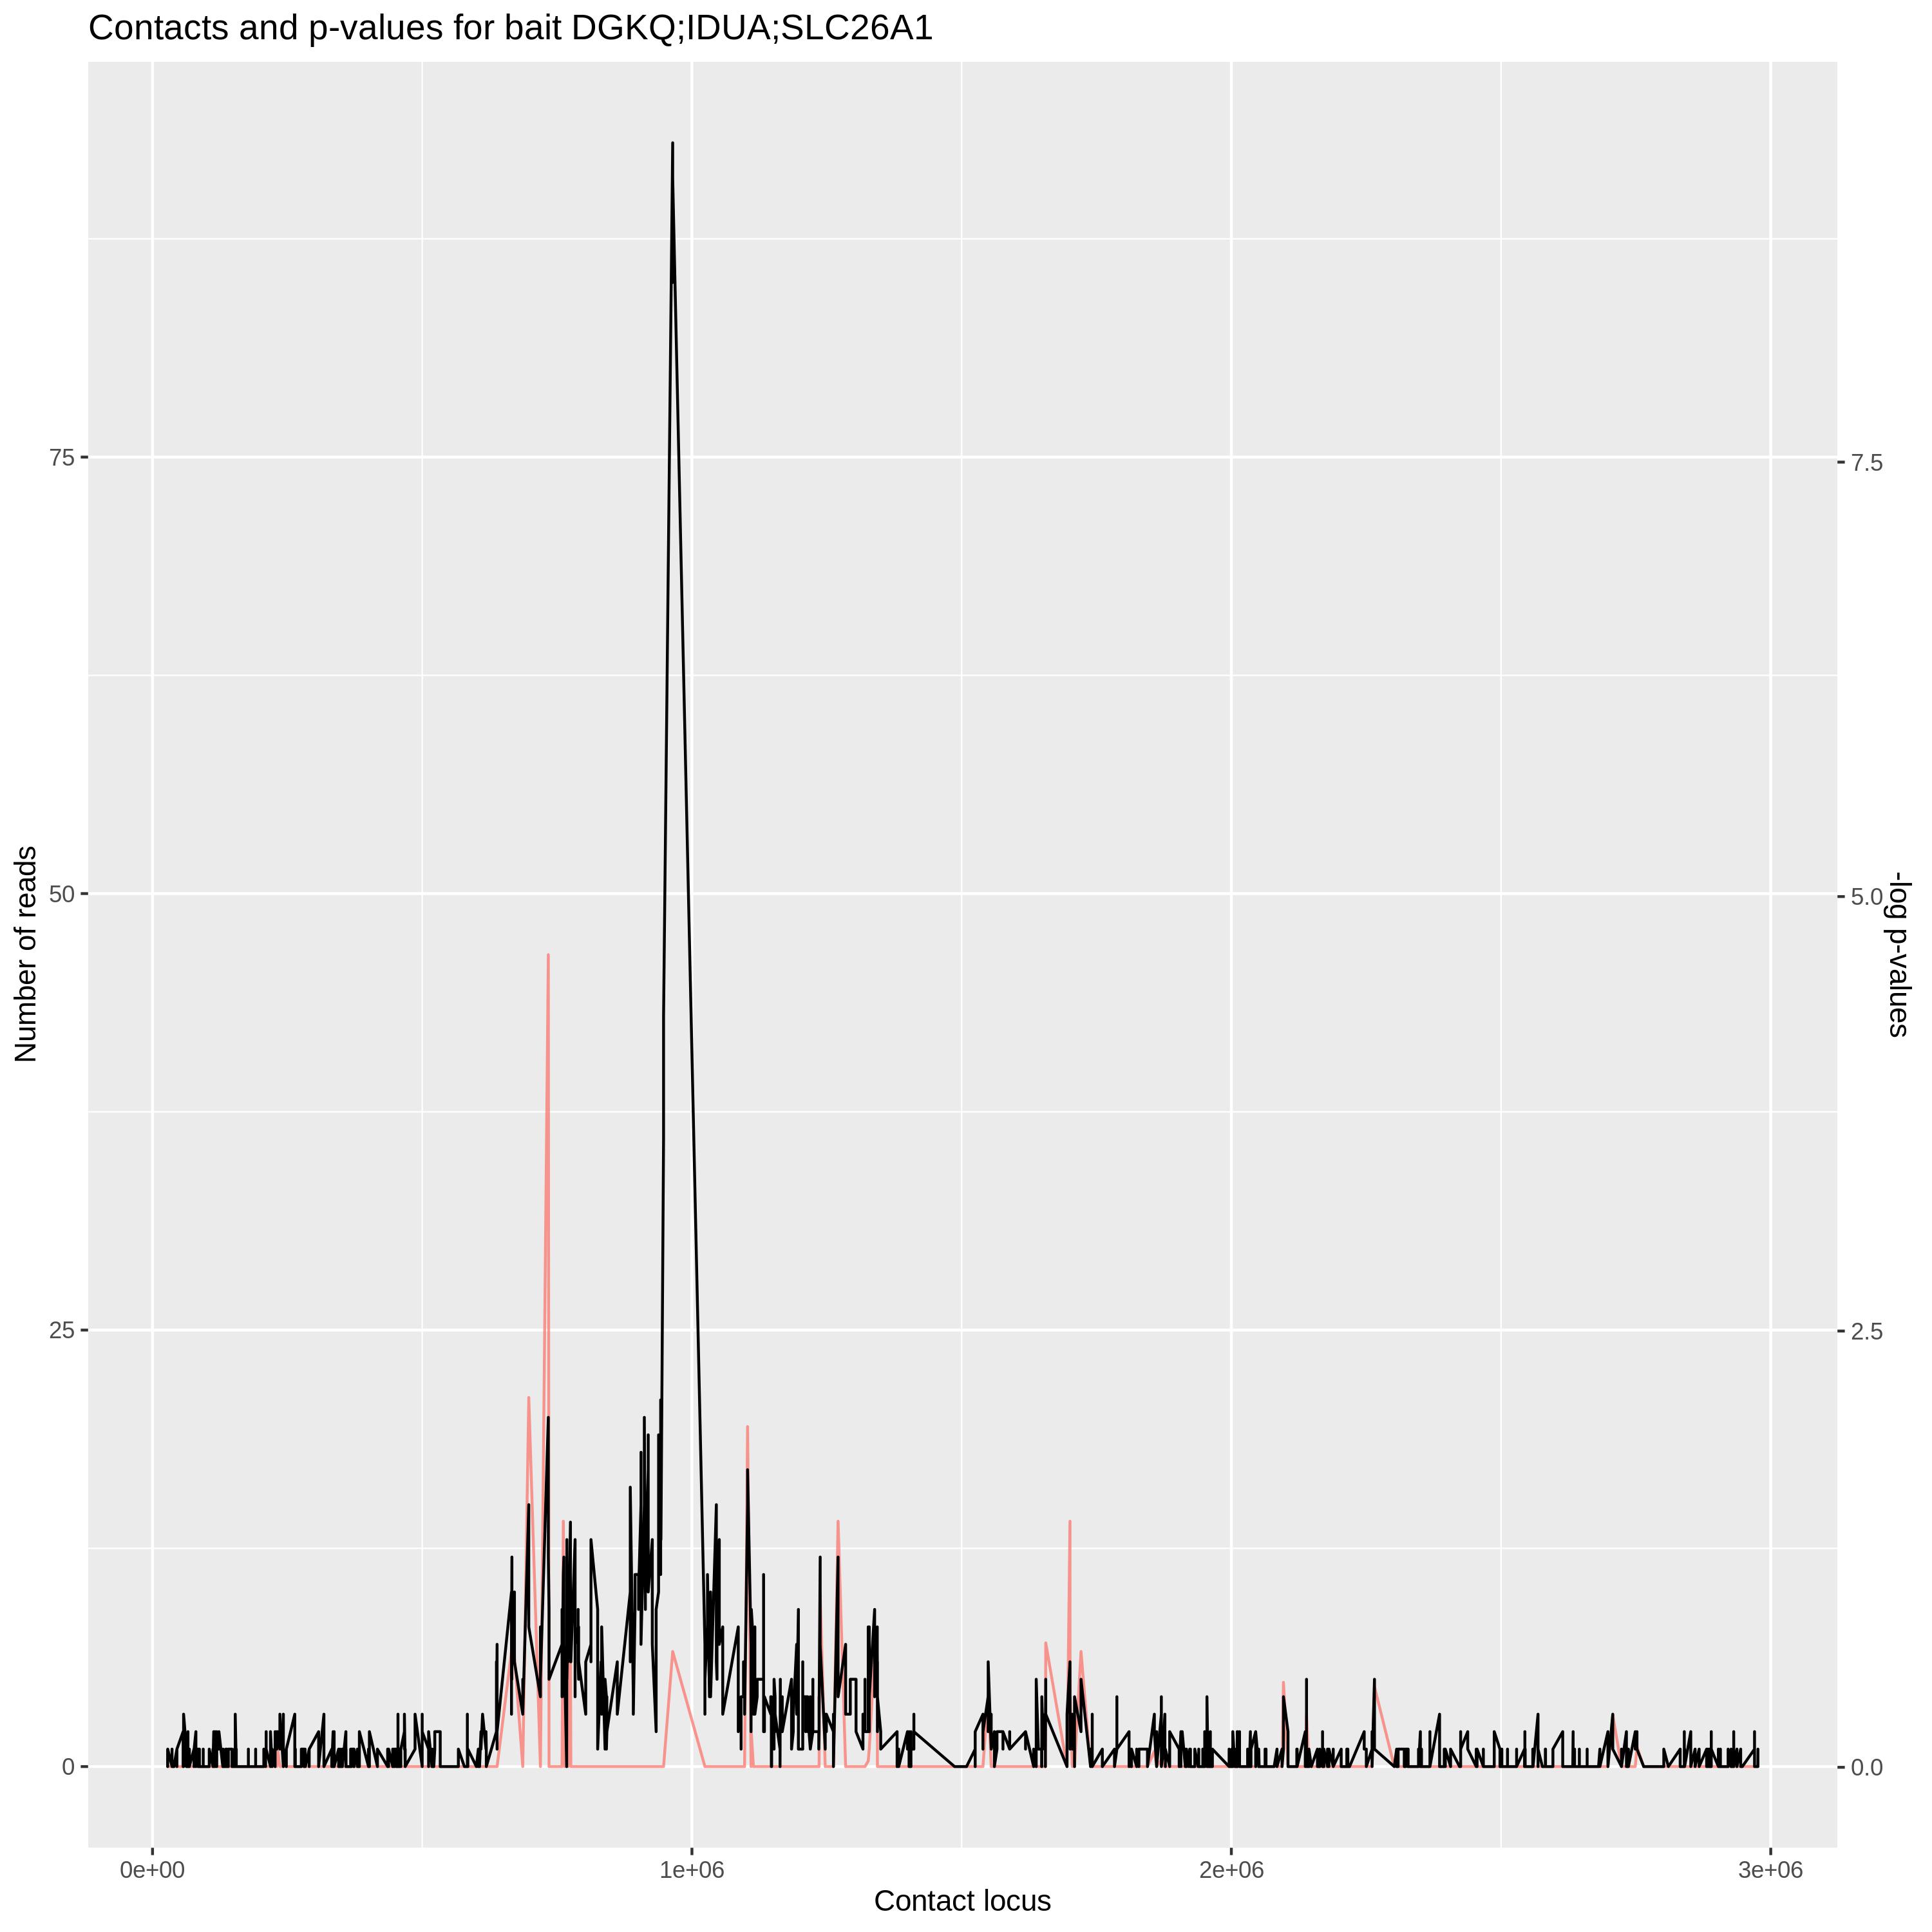 Contacts and p-values for bait DGKQ;IDUA;SLC26A1
Number of reads
75
50
25
0
7.5
5.0
2.5
0.0
-log p-values
0e+00
1e+06
2e+06
3e+06
Contact locus